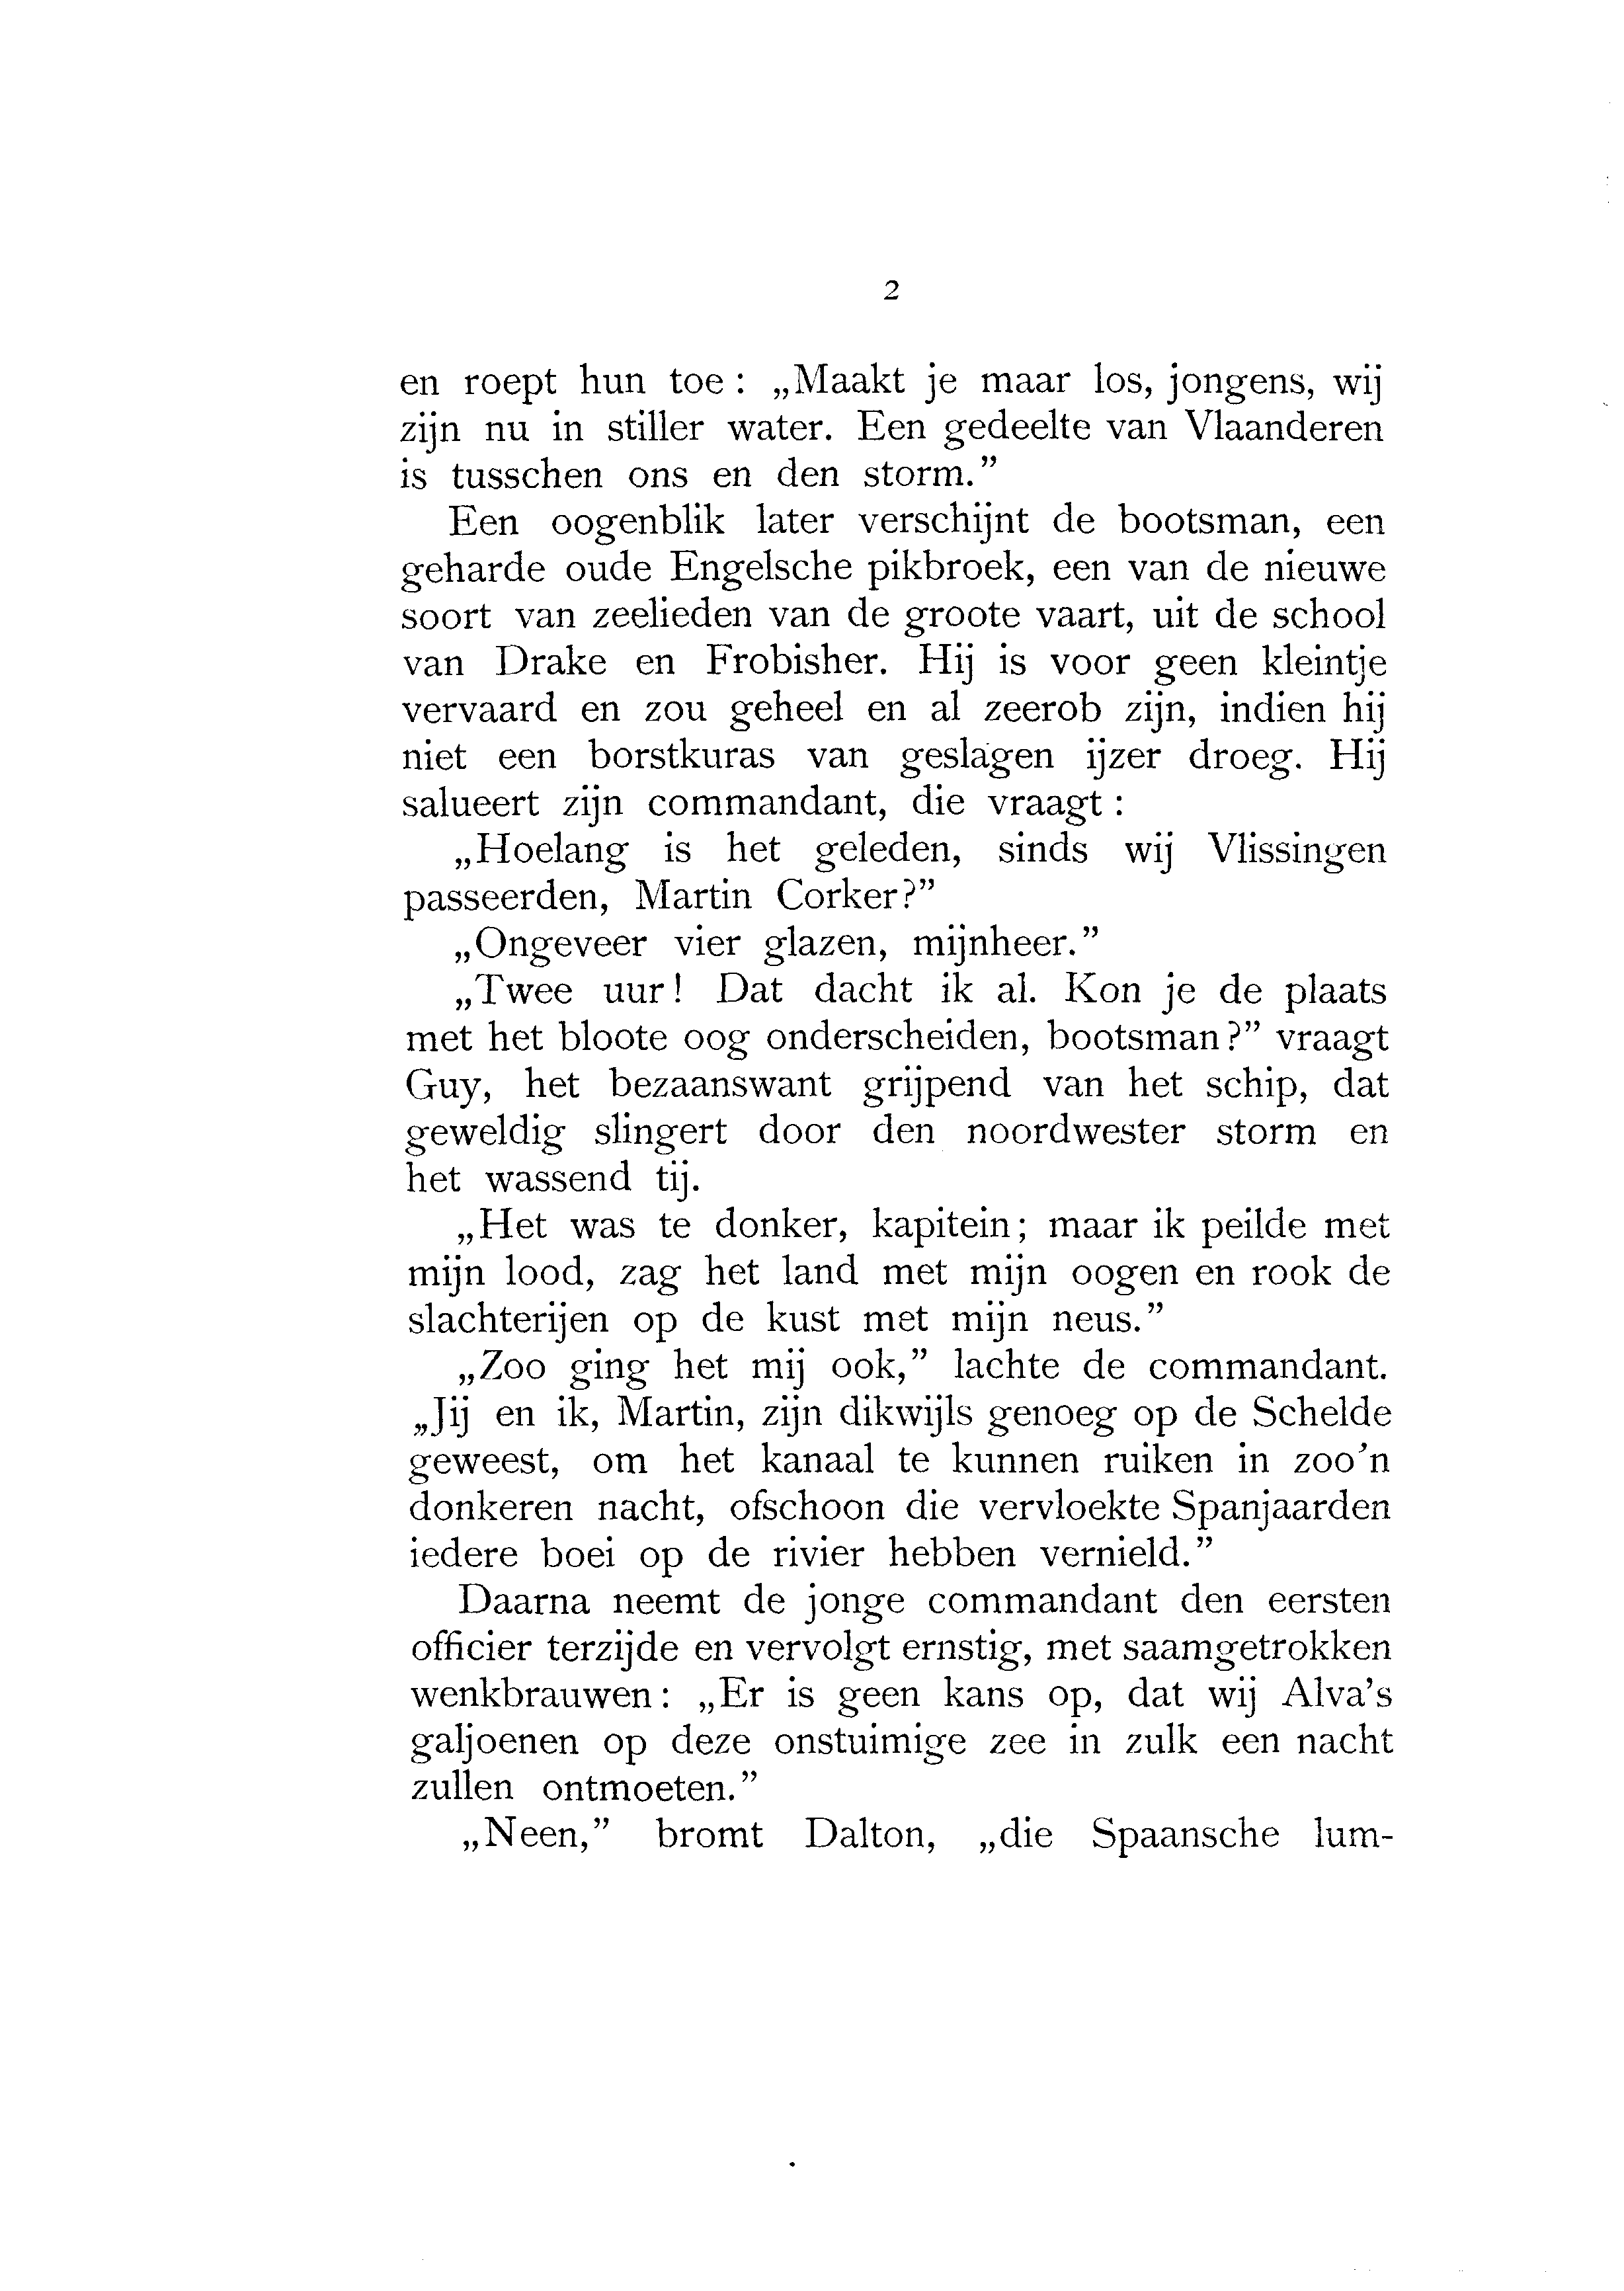 2
en roept hun toe : „Maakt je maar los, jongens, wij
zijn nu in stiller water. Een gedeelte van Vlaanderen
is tusschen ons en den storm.”
Een oogenblik later verschijnt de bootsman, een
geharde oude Engelsche pikbroek, een van de nieuwe
soort van zeelieden van de groote vaart, uit de school
van Drake en Frobisher. Hij is voor geen kleintje
vervaard en zou geheel en al zeerob zijn, indien hij
niet een borstkuras van geslagen ijzer droeg. Hij
salueert zijn commandant, die vraagt :
„Hoelang is het geleden, sinds wij Vlissingen
passeerden, Martin Corker?”
„Ongeveer vier glazen, mijnheer.”
„Twee uur! Dat dacht ik al. Kon je de plaats
met het bloote oog onderscheiden, bootsman?” vraagt
Guy, het bezaanswant grijpend van het schip, dat
geweldig slingert door den noordwester storm en
het wassend tij.
„Het was te donker, kapitein; maar ik peilde met
mijn lood, zag het land met mijn oogen en rook de
slachterijen op de kust met mijn neus.”
„Zoo ging het mij ook,” lachte de commandant.
„Jij en ik, Martin, zijn dikwijls genoeg op de Schelde
geweest, om het kanaal te kunnen ruiken in zoo'n
donkeren nacht, ofschoon die vervloekte Spanjaarden
iedere boei op de rivier hebben vernield.”
Daarna neemt de jonge commandant den eersten
officier terzijde en vervolgt ernstig, met saamgetrokken
wenkbrauwen: „Er is geen kans op, dat wij Alva's
galjoenen op deze onstuimige zee in zulk een nacht
zullen ontmoeten.”
„Neen,” bromt Dalton, „die Spaansche lum-